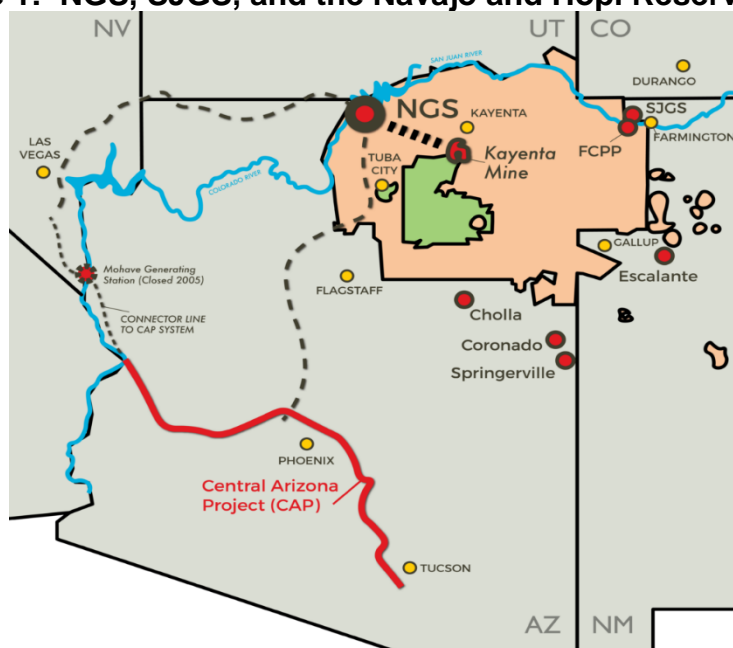 1: NGS, SJGS, and the Navajo and Hopi Reserv
NV
UT
CO
SAN JUAN RIVER
DURANGO
NGS
KAYENTA
SJGS
FCPP
FARMINGTON
LAS
VEGAS
TUBA
CITY
Kayenta
Mine
COLORADO RIVER
GALLUP
Mohave Generating
Station (Closed 2005)
FLAGSTAFF
Escalante
Cholla
CONNECTOR LINE
TO CAP SYSTEM
Coronado
Springerville
PHOENIX
Central Arizona
Project (CAP)
TUCSON
AZ
NM